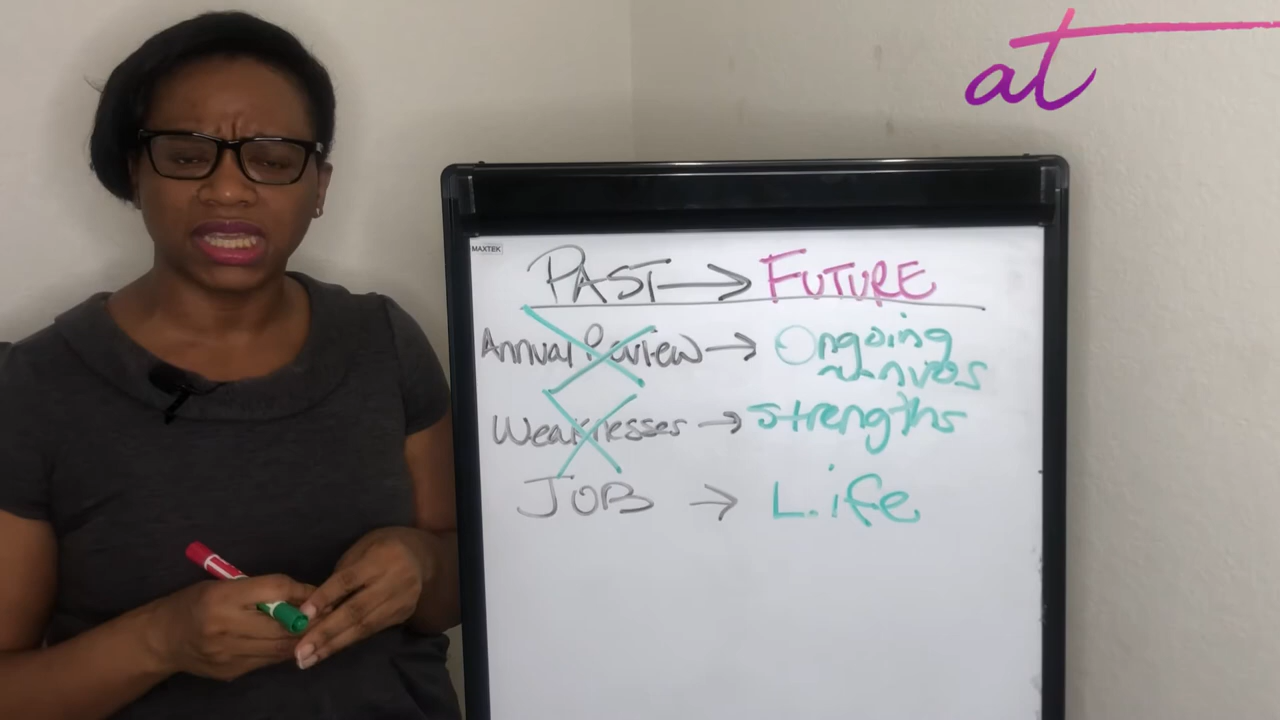 at
MAXTEK
PAST → FUTURE
Annual Review → Ongoing
Weaknesses → Strengths
JOB → Life